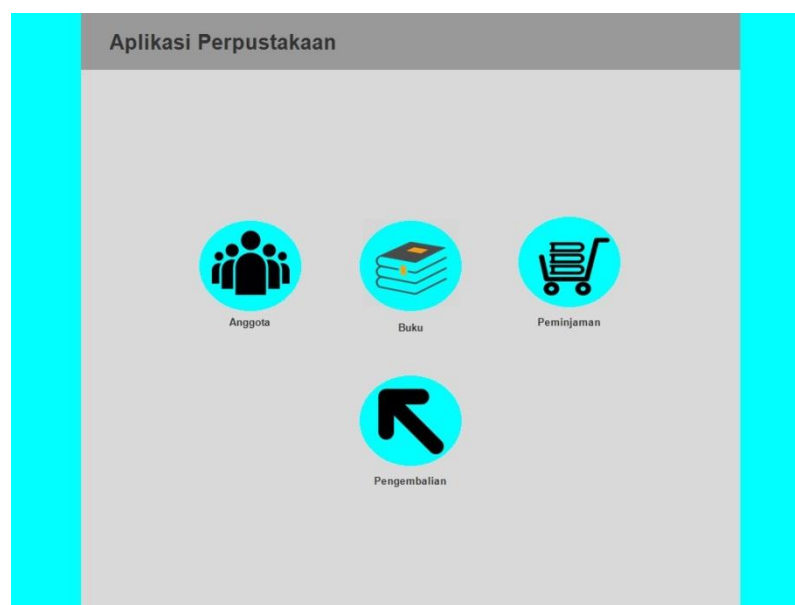 Aplikasi Perpustakaan
Anggota
Buku
Peminjaman
Pengembalian